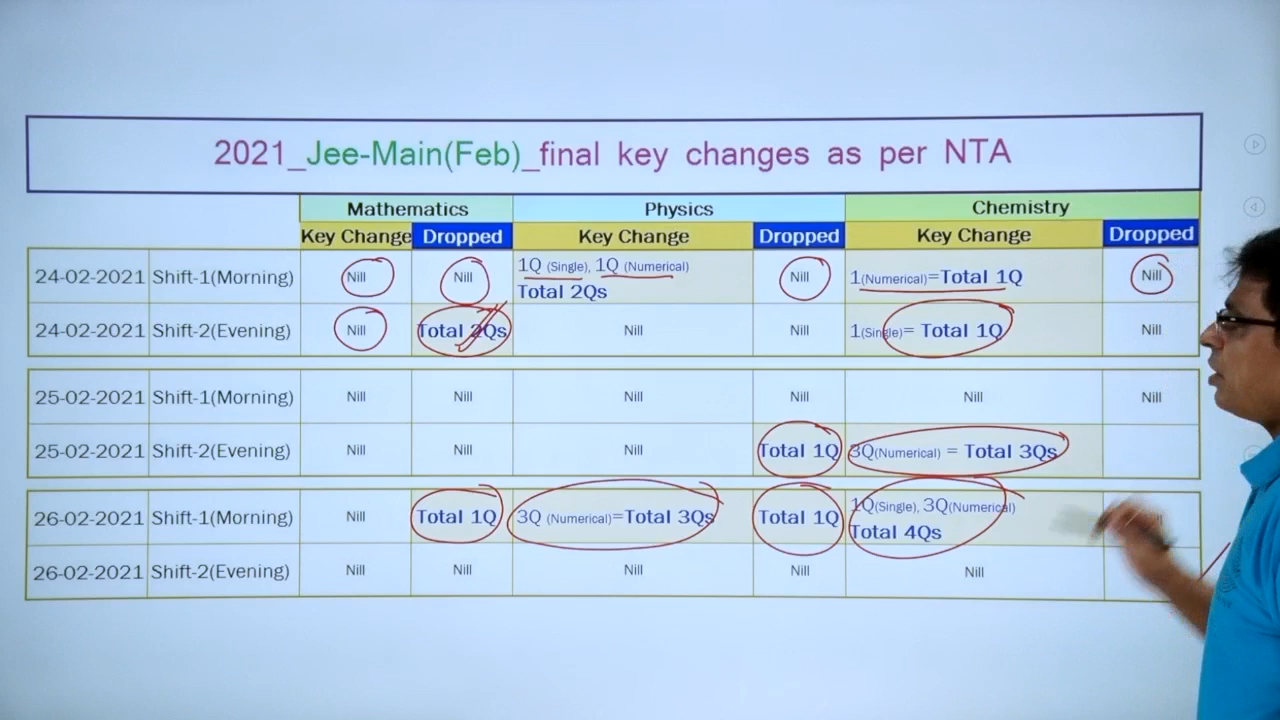 2021_Jee-Main(Feb)_final key changes as per NTA
Mathematics Physics Chemistry
Key Change Dropped Key Change Dropped Key Change Dropped
24-02-2021 Shift-1(Morning) Nill Nill 1Q (Single), 1Q (Numerical) Nill 1(Numerical)=Total 1Q Nill
Total 2Qs
24-02-2021 Shift-2(Evening) Nill Total 2Qs Nill Nill 1(Single)= Total 1Q Nill
25-02-2021 Shift-1(Morning) Nill Nill Nill Nill Nill Nill
25-02-2021 Shift-2(Evening) Nill Nill Nill Total 1Q 3Q(Numerical) = Total 3Qs
26-02-2021 Shift-1(Morning) Nill Total 1Q 3Q (Numerical)=Total 3Qs Total 1Q 1Q(Single), 3Q(Numerical)
Total 4Qs
26-02-2021 Shift-2(Evening) Nill Nill Nill Nill Nill